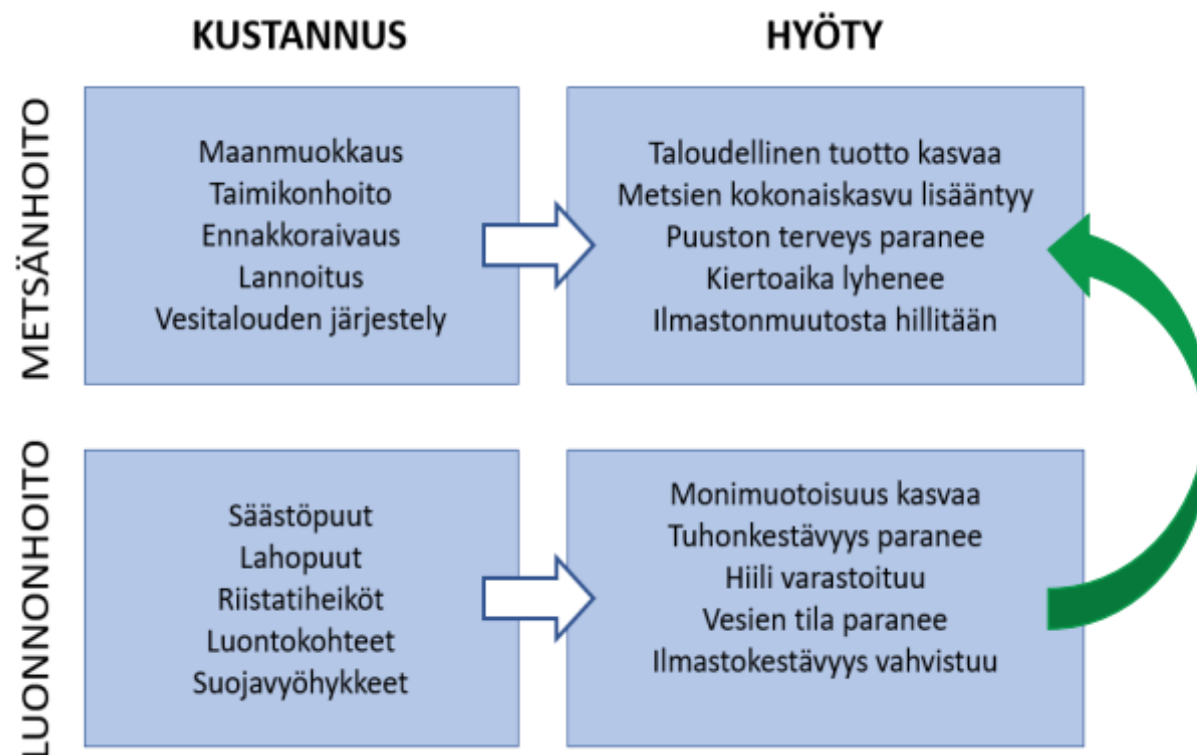 KUSTANNUS
HYÖTY
METSÄNHOITO
Maanmuokkaus
Taimikonhoito
Ennakkoraivaus
Lannoitus
Vesitalouden järjestely
Taloudellinen tuotto kasvaa
Metsien kokonaiskasvu lisääntyy
Puuston terveys paranee
Kiertoaika lyhenee
Ilmastonmuutosta hillitään
LUONNONHOITO
Säästöpuut
Lahopuut
Riistatiheiköt
Luontokohteet
Suojavyöhykkeet
Monimuotoisuus kasvaa
Tuhonkestävyys paranee
Hiili varastoituu
Vesien tila paranee
Ilmastokestävyys vahvistuu